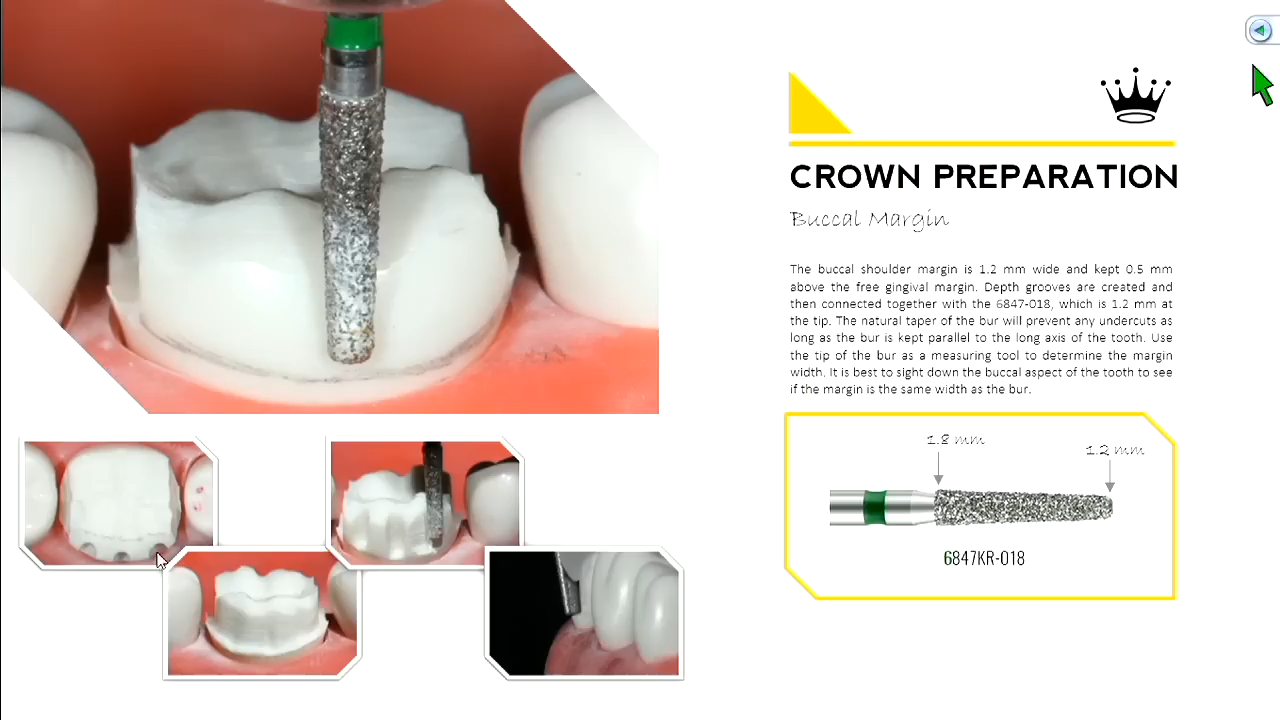 CROWN PREPARATION
Buccal Margin
The buccal shoulder margin is 1.2 mm wide and kept 0.5 mm
above the free gingival margin. Depth grooves are created and
then connected together with the 6847-018, which is 1.2 mm at
the tip. The natural taper of the bur will prevent any undercuts as
long as the bur is kept parallel to the long axis of the tooth. Use
the tip of the bur as a measuring tool to determine the margin
width. It is best to sight down the buccal aspect of the tooth to see
if the margin is the same width as the bur.
1.8 mm
1.2 mm
6847KR-018